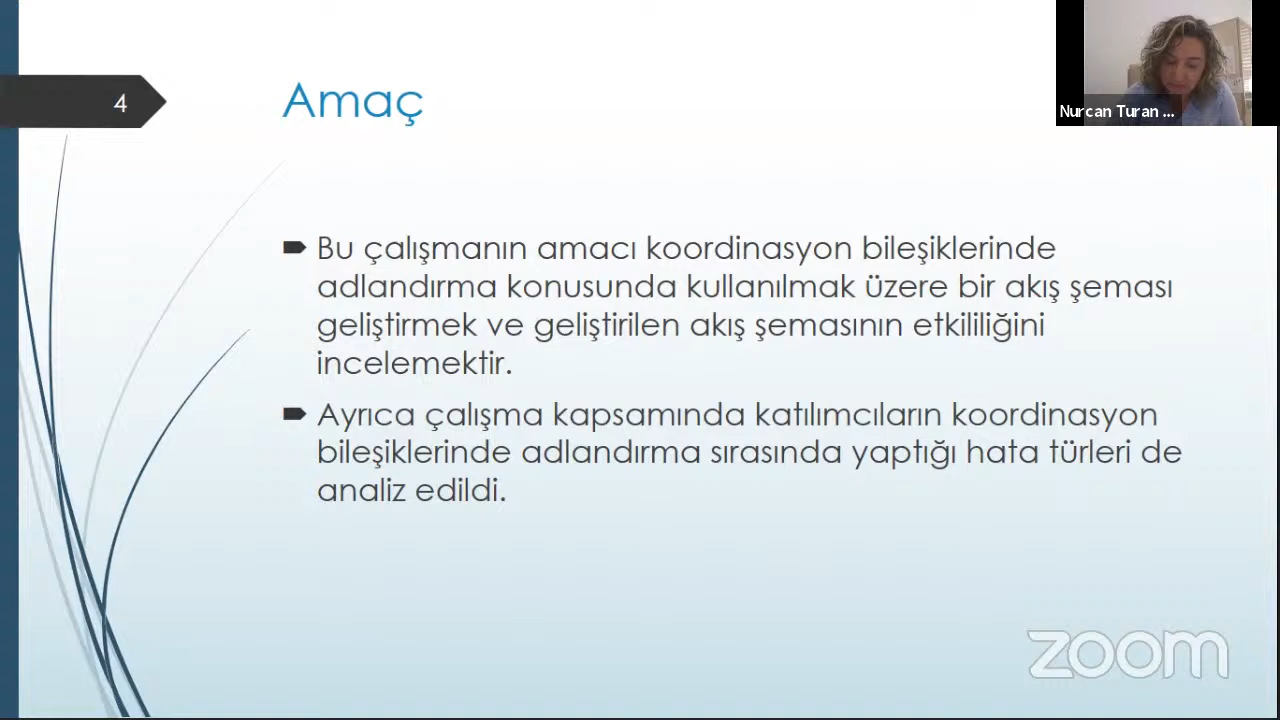 4
Amaç
Nurcan Turan ...
Bu çalışmanın amacı koordinasyon bileşiklerinde
adlandırma konusunda kullanılmak üzere bir akış şeması
geliştirmek ve geliştirilen akış şemasının etkililiğini
incelemektir.
Ayrıca çalışma kapsamında katılımcıların koordinasyon
bileşiklerinde adlandırma sırasında yaptığı hata türleri de
analiz edildi.
zoom